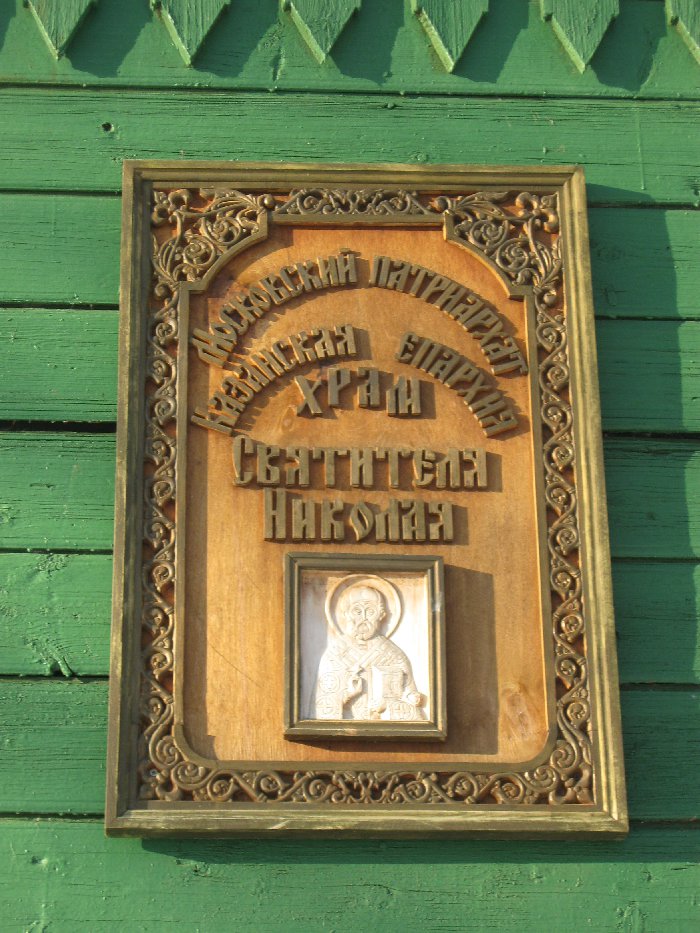 Московский Патриархат
Казанская Епархия
Храм
Святителя
Николая